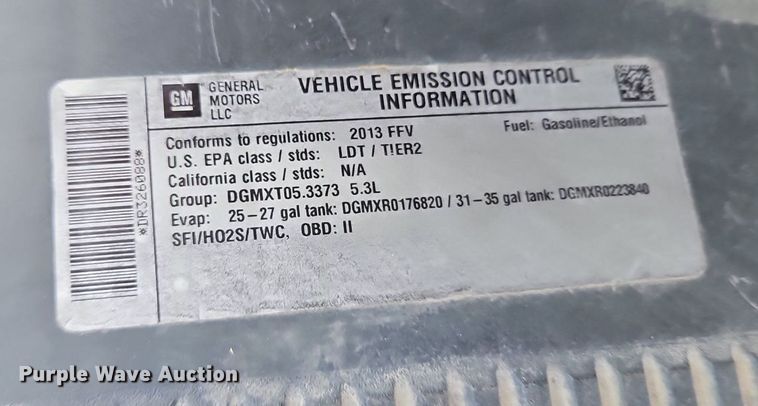 *DR326088*
GM
GENERAL
MOTORS
LLC
VEHICLE EMISSION CONTROL
INFORMATION
Conforms to regulations: 2013 FFV
Fuel: Gasoline/Ethanol
U.S. EPA class / stds: LDT / TIER2
California class / stds: N/A
Group: DGMXT05.3373 5.3L
Evap: 25-27 gal tank: DGMXR0176820 / 31-35 gal tank: DGMXR0223840
SFI/HO2S/TWC, OBD: II
Purple Wave Auction